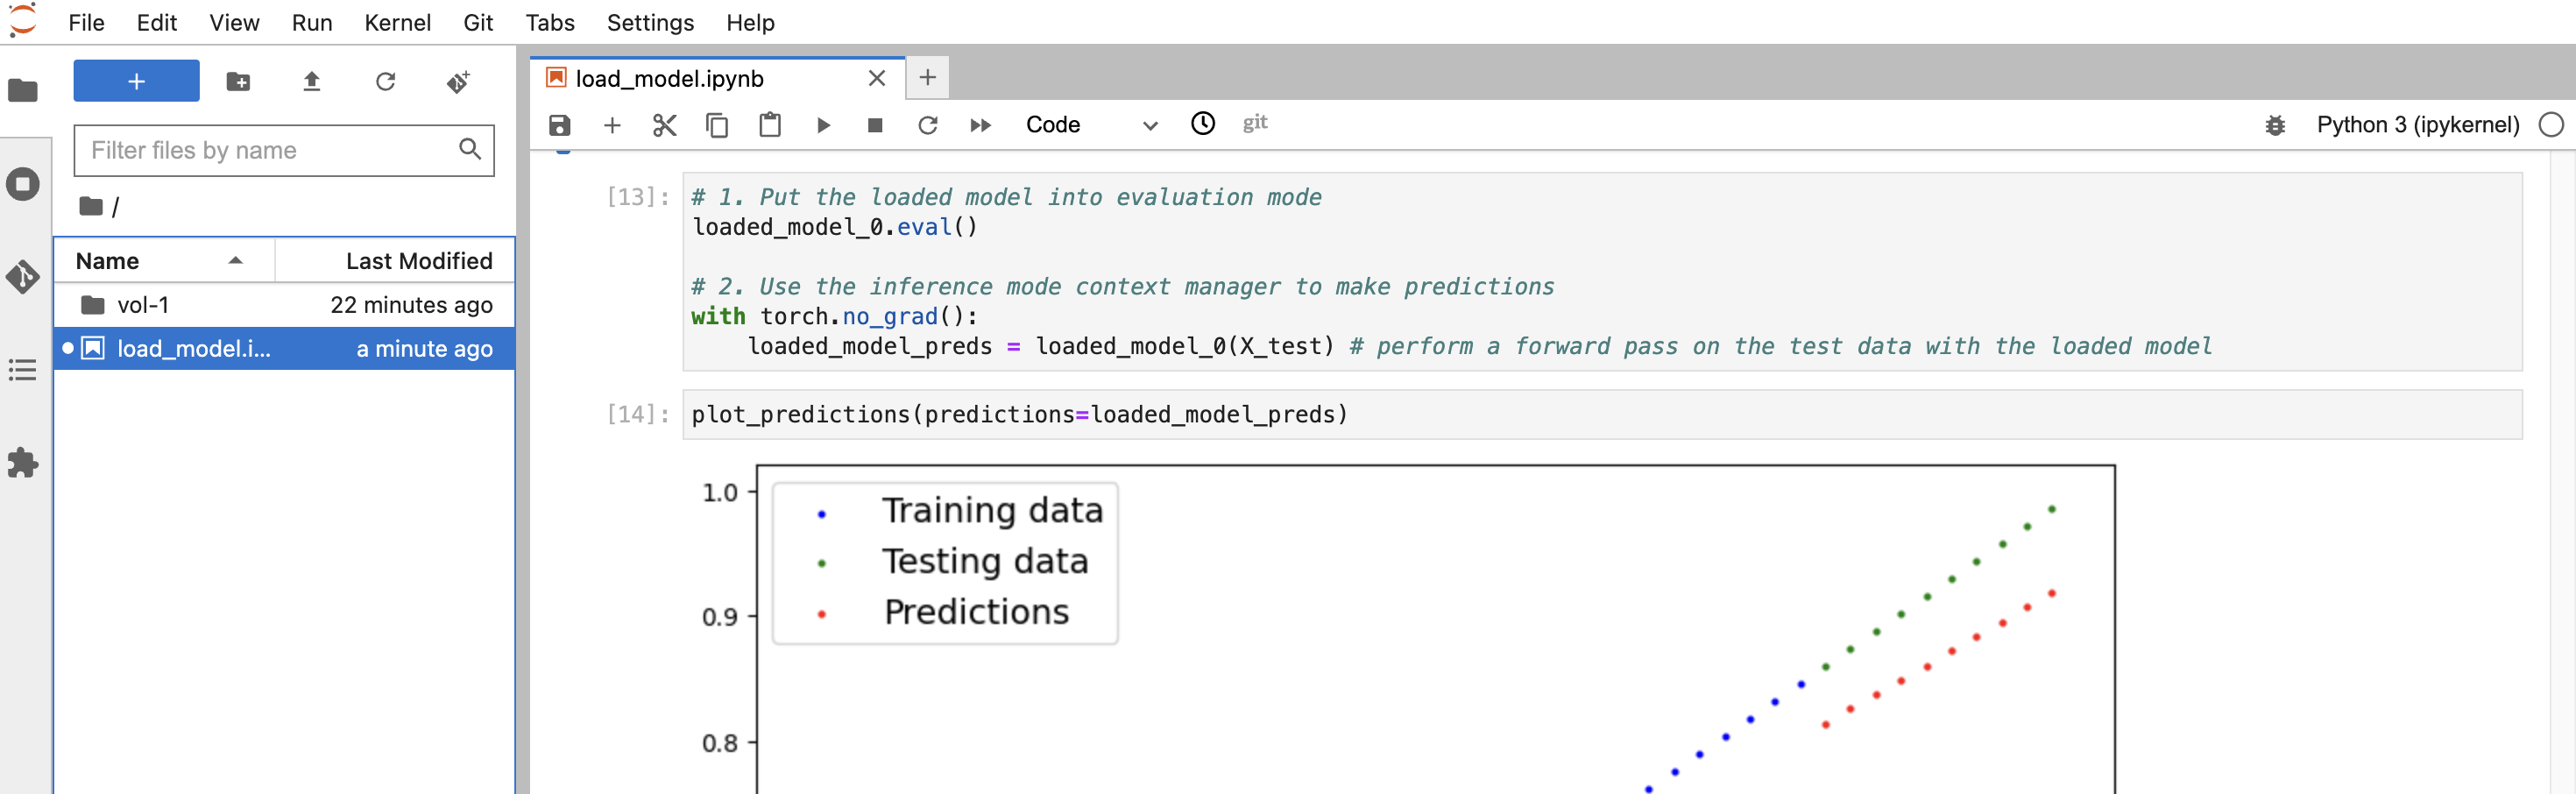 File Edit View Run Kernel Git Tabs Settings Help
+
Filter files by name
/
Name Last Modified
vol-1 22 minutes ago
load_model.i... a minute ago
load_model.ipynb
Code
git
Python 3 (ipykernel)
[13]:
# 1. Put the loaded model into evaluation mode
loaded_model_0.eval()
# 2. Use the inference mode context manager to make predictions
with torch.no_grad():
loaded_model_preds = loaded_model_0(X_test) # perform a forward pass on the test data with the loaded model
[14]:
plot_predictions(predictions=loaded_model_preds)
1.0
0.9
0.8
Training data
Testing data
Predictions